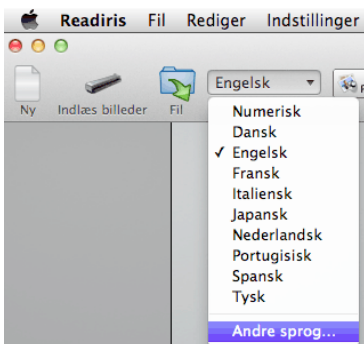 Readiris Fil Rediger Indstillinger
Engelsk
Ny Indlæs billeder Fil
Numerisk
Dansk
✓ Engelsk
Fransk
Italiensk
Japansk
Nederlandsk
Portugisisk
Spansk
Tysk
Andre sprog...